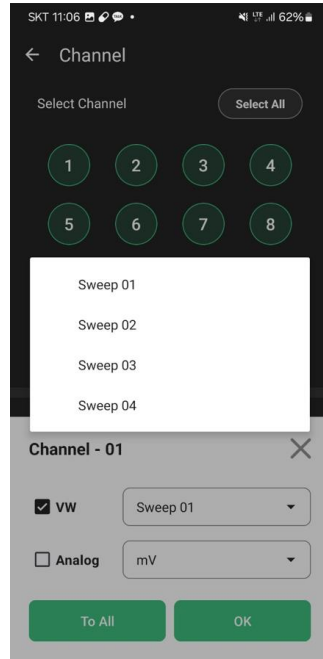 SKT 11:06
LTE 62%
Channel
Select Channel
Select All
1 2 3 4
5 6 7 8
Sweep 01
Sweep 02
Sweep 03
Sweep 04
Channel - 01
VW Sweep 01
Analog mV
To All OK